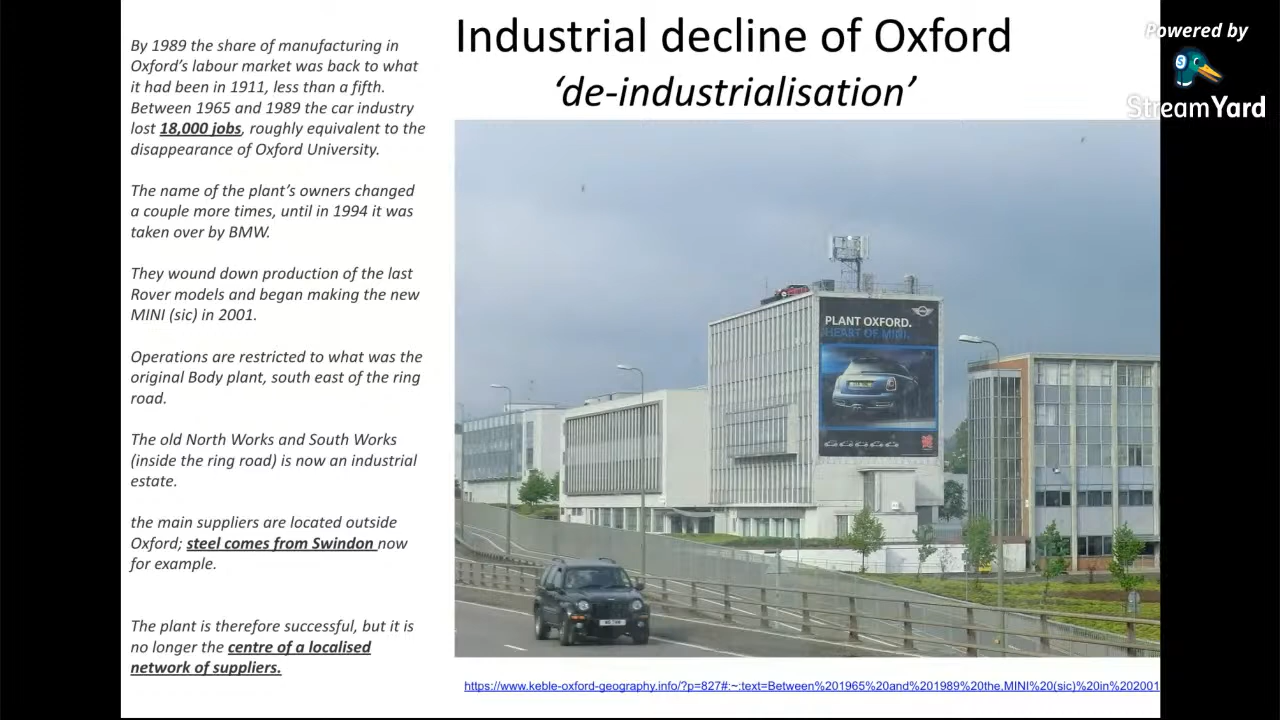 Industrial decline of Oxford
‘de-industrialisation’
By 1989 the share of manufacturing in
Oxford’s labour market was back to what
it had been in 1911, less than a fifth.
Between 1965 and 1989 the car industry
lost 18,000 jobs, roughly equivalent to the
disappearance of Oxford University.
The name of the plant’s owners changed
a couple more times, until in 1994 it was
taken over by BMW.
They wound down production of the last
Rover models and began making the new
MINI (sic) in 2001.
Operations are restricted to what was the
original Body plant, south east of the ring
road.
The old North Works and South Works
(inside the ring road) is now an industrial
estate.
the main suppliers are located outside
Oxford; steel comes from Swindon now
for example.
The plant is therefore successful, but it is
no longer the centre of a localised
network of suppliers.
PLANT OXFORD.
HEART OF MINI.
https://www.keble-oxford-geography.info/?p=827#:~:text=Between%201965%20and%201989%20the,MINI%20(sic)%20in%202001
Powered by
StreamYard